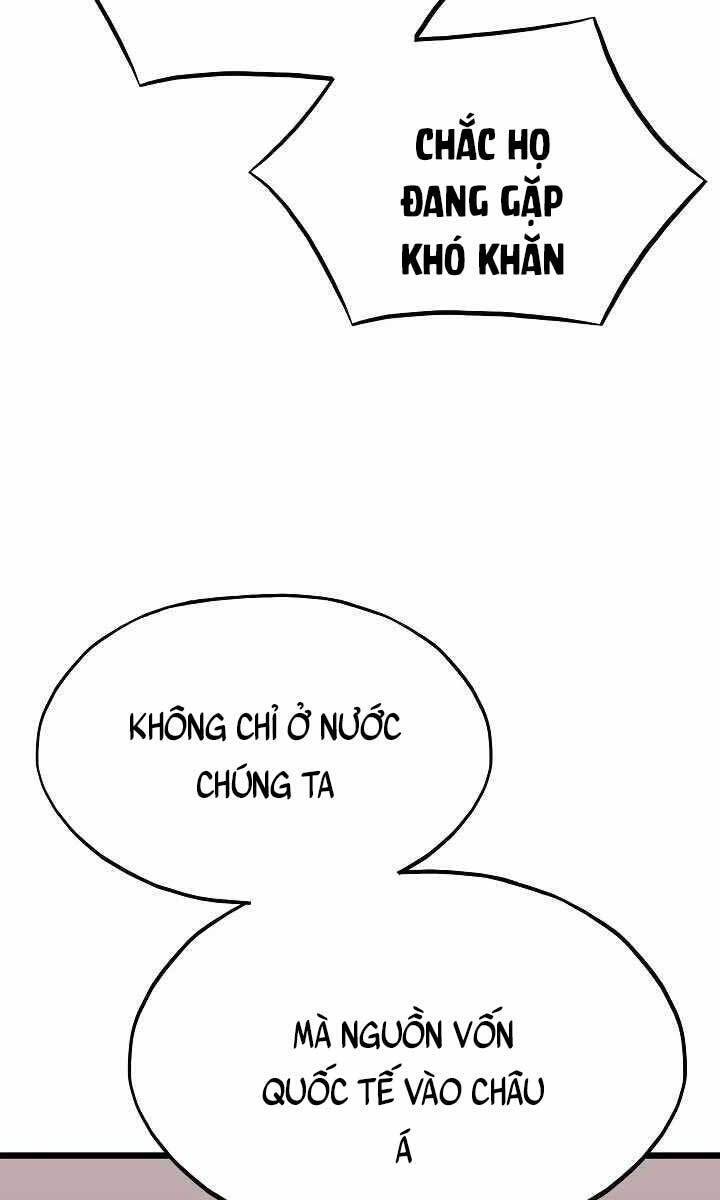 CHẮC HỌ
ĐANG GẶP
KHÓ KHĂN
KHÔNG CHỈ Ở NƯỚC
CHÚNG TA
MÀ NGUỒN VỐN
QUỐC TẾ VÀO CHÂU
Á